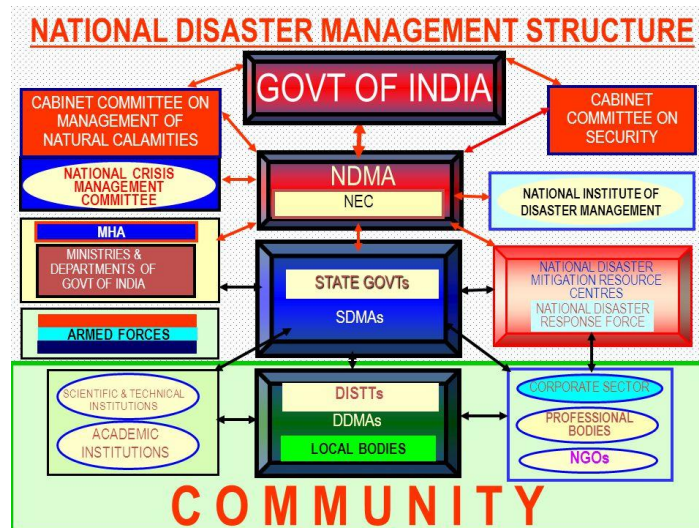 NATIONAL DISASTER MANAGEMENT STRUCTURE
GOVT OF INDIA
CABINET COMMITTEE ON
MANAGEMENT OF
NATURAL CALAMITIES
CABINET
COMMITTEE ON
SECURITY
NATIONAL CRISIS
MANAGEMENT
COMMITTEE
NDMA
NEC
NATIONAL INSTITUTE OF
DISASTER MANAGEMENT
MHA
MINISTRIES &
DEPARTMENTS OF
GOVT OF INDIA
STATE GOVTs
SDMAs
NATIONAL DISASTER
MITIGATION RESOURCE
CENTRES
NATIONAL DISASTER
RESPONSE FORCE
ARMED FORCES
SCIENTIFIC & TECHNICAL
INSTITUTIONS
ACADEMIC
INSTITUTIONS
DISTTs
DDMAs
LOCAL BODIES
CORPORATE SECTOR
PROFESSIONAL
BODIES
NGOs
COMMUNITY